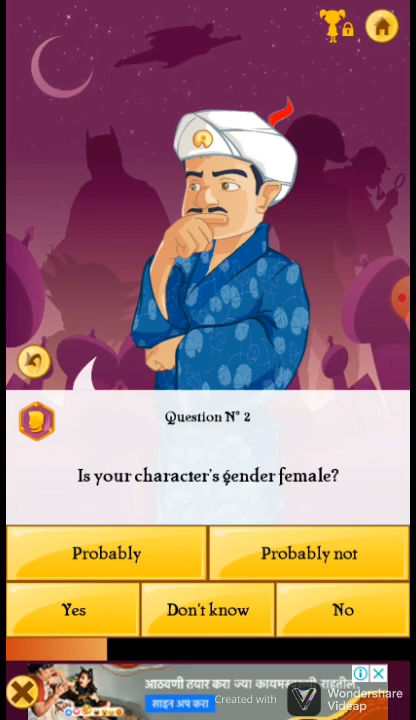 Question N° 2
Is your character's gender female?
Probably
Probably not
Yes
Don't know
No
आठवणी तयार करा ज्या कायमस्वरूपी राहतील.
साइन अप करा
Created with
Wondershare
Videap